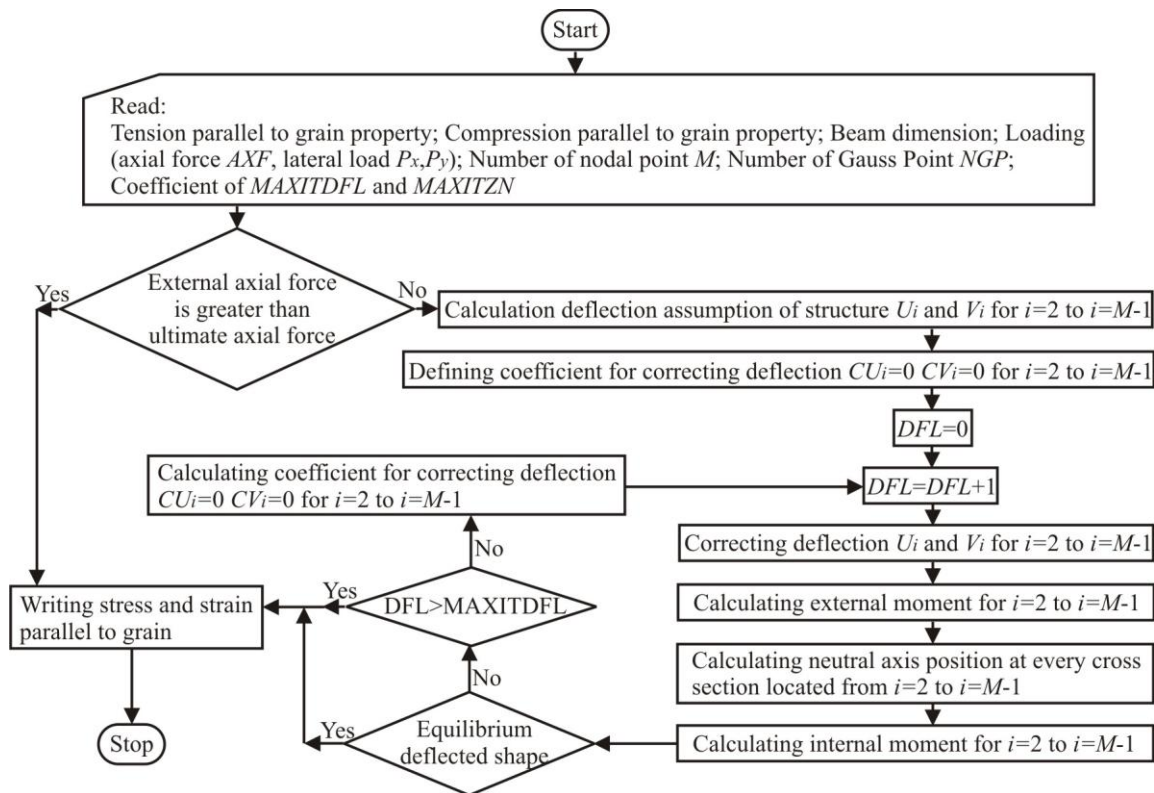 Start
Read:
Tension parallel to grain property; Compression parallel to grain property; Beam dimension; Loading
(axial force AXF, lateral load Px,Py); Number of nodal point M; Number of Gauss Point NGP;
Coefficient of MAXITDFL and MAXITZN
External axial force
is greater than
ultimate axial force
Yes
No
Calculation deflection assumption of structure Ui and Vi for i=2 to i=M-1
Defining coefficient for correcting deflection CUi=0 CVi=0 for i=2 to i=M-1
DFL=0
DFL=DFL+1
Calculating coefficient for correcting deflection
CUi=0 CVi=0 for i=2 to i=M-1
Correcting deflection Ui and Vi for i=2 to i=M-1
Calculating external moment for i=2 to i=M-1
Calculating neutral axis position at every cross
section located from i=2 to i=M-1
Calculating internal moment for i=2 to i=M-1
Equilibrium
deflected shape
Yes
No
DFL>MAXITDFL
Yes
No
Writing stress and strain
parallel to grain
Stop